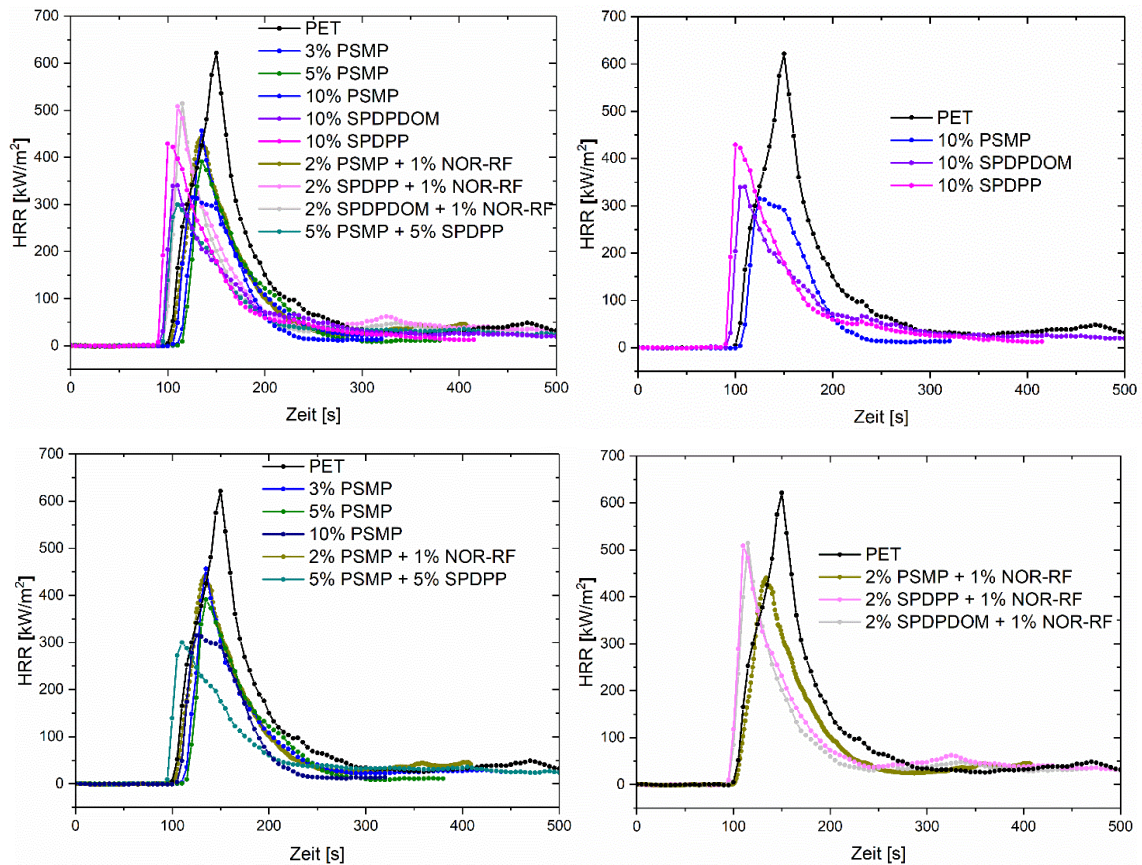 700
600
500
400
300
200
100
0
HRR [kW/m²]
PET
3% PSMP
5% PSMP
10% PSMP
10% SPDPDOM
10% SPDPP
2% PSMP + 1% NOR-RF
2% SPDPP + 1% NOR-RF
2% SPDPDOM + 1% NOR-RF
5% PSMP + 5% SPDPP
0 100 200 300 400 500
Zeit [s]
700
600
500
400
300
200
100
0
HRR [kW/m²]
PET
10% PSMP
10% SPDPDOM
10% SPDPP
0 100 200 300 400 500
Zeit [s]
700
600
500
400
300
200
100
0
HRR [kW/m²]
PET
3% PSMP
5% PSMP
10% PSMP
2% PSMP + 1% NOR-RF
5% PSMP + 5% SPDPP
0 100 200 300 400 500
Zeit [s]
700
600
500
400
300
200
100
0
HRR [kW/m²]
PET
2% PSMP + 1% NOR-RF
2% SPDPP + 1% NOR-RF
2% SPDPDOM + 1% NOR-RF
0 100 200 300 400 500
Zeit [s]